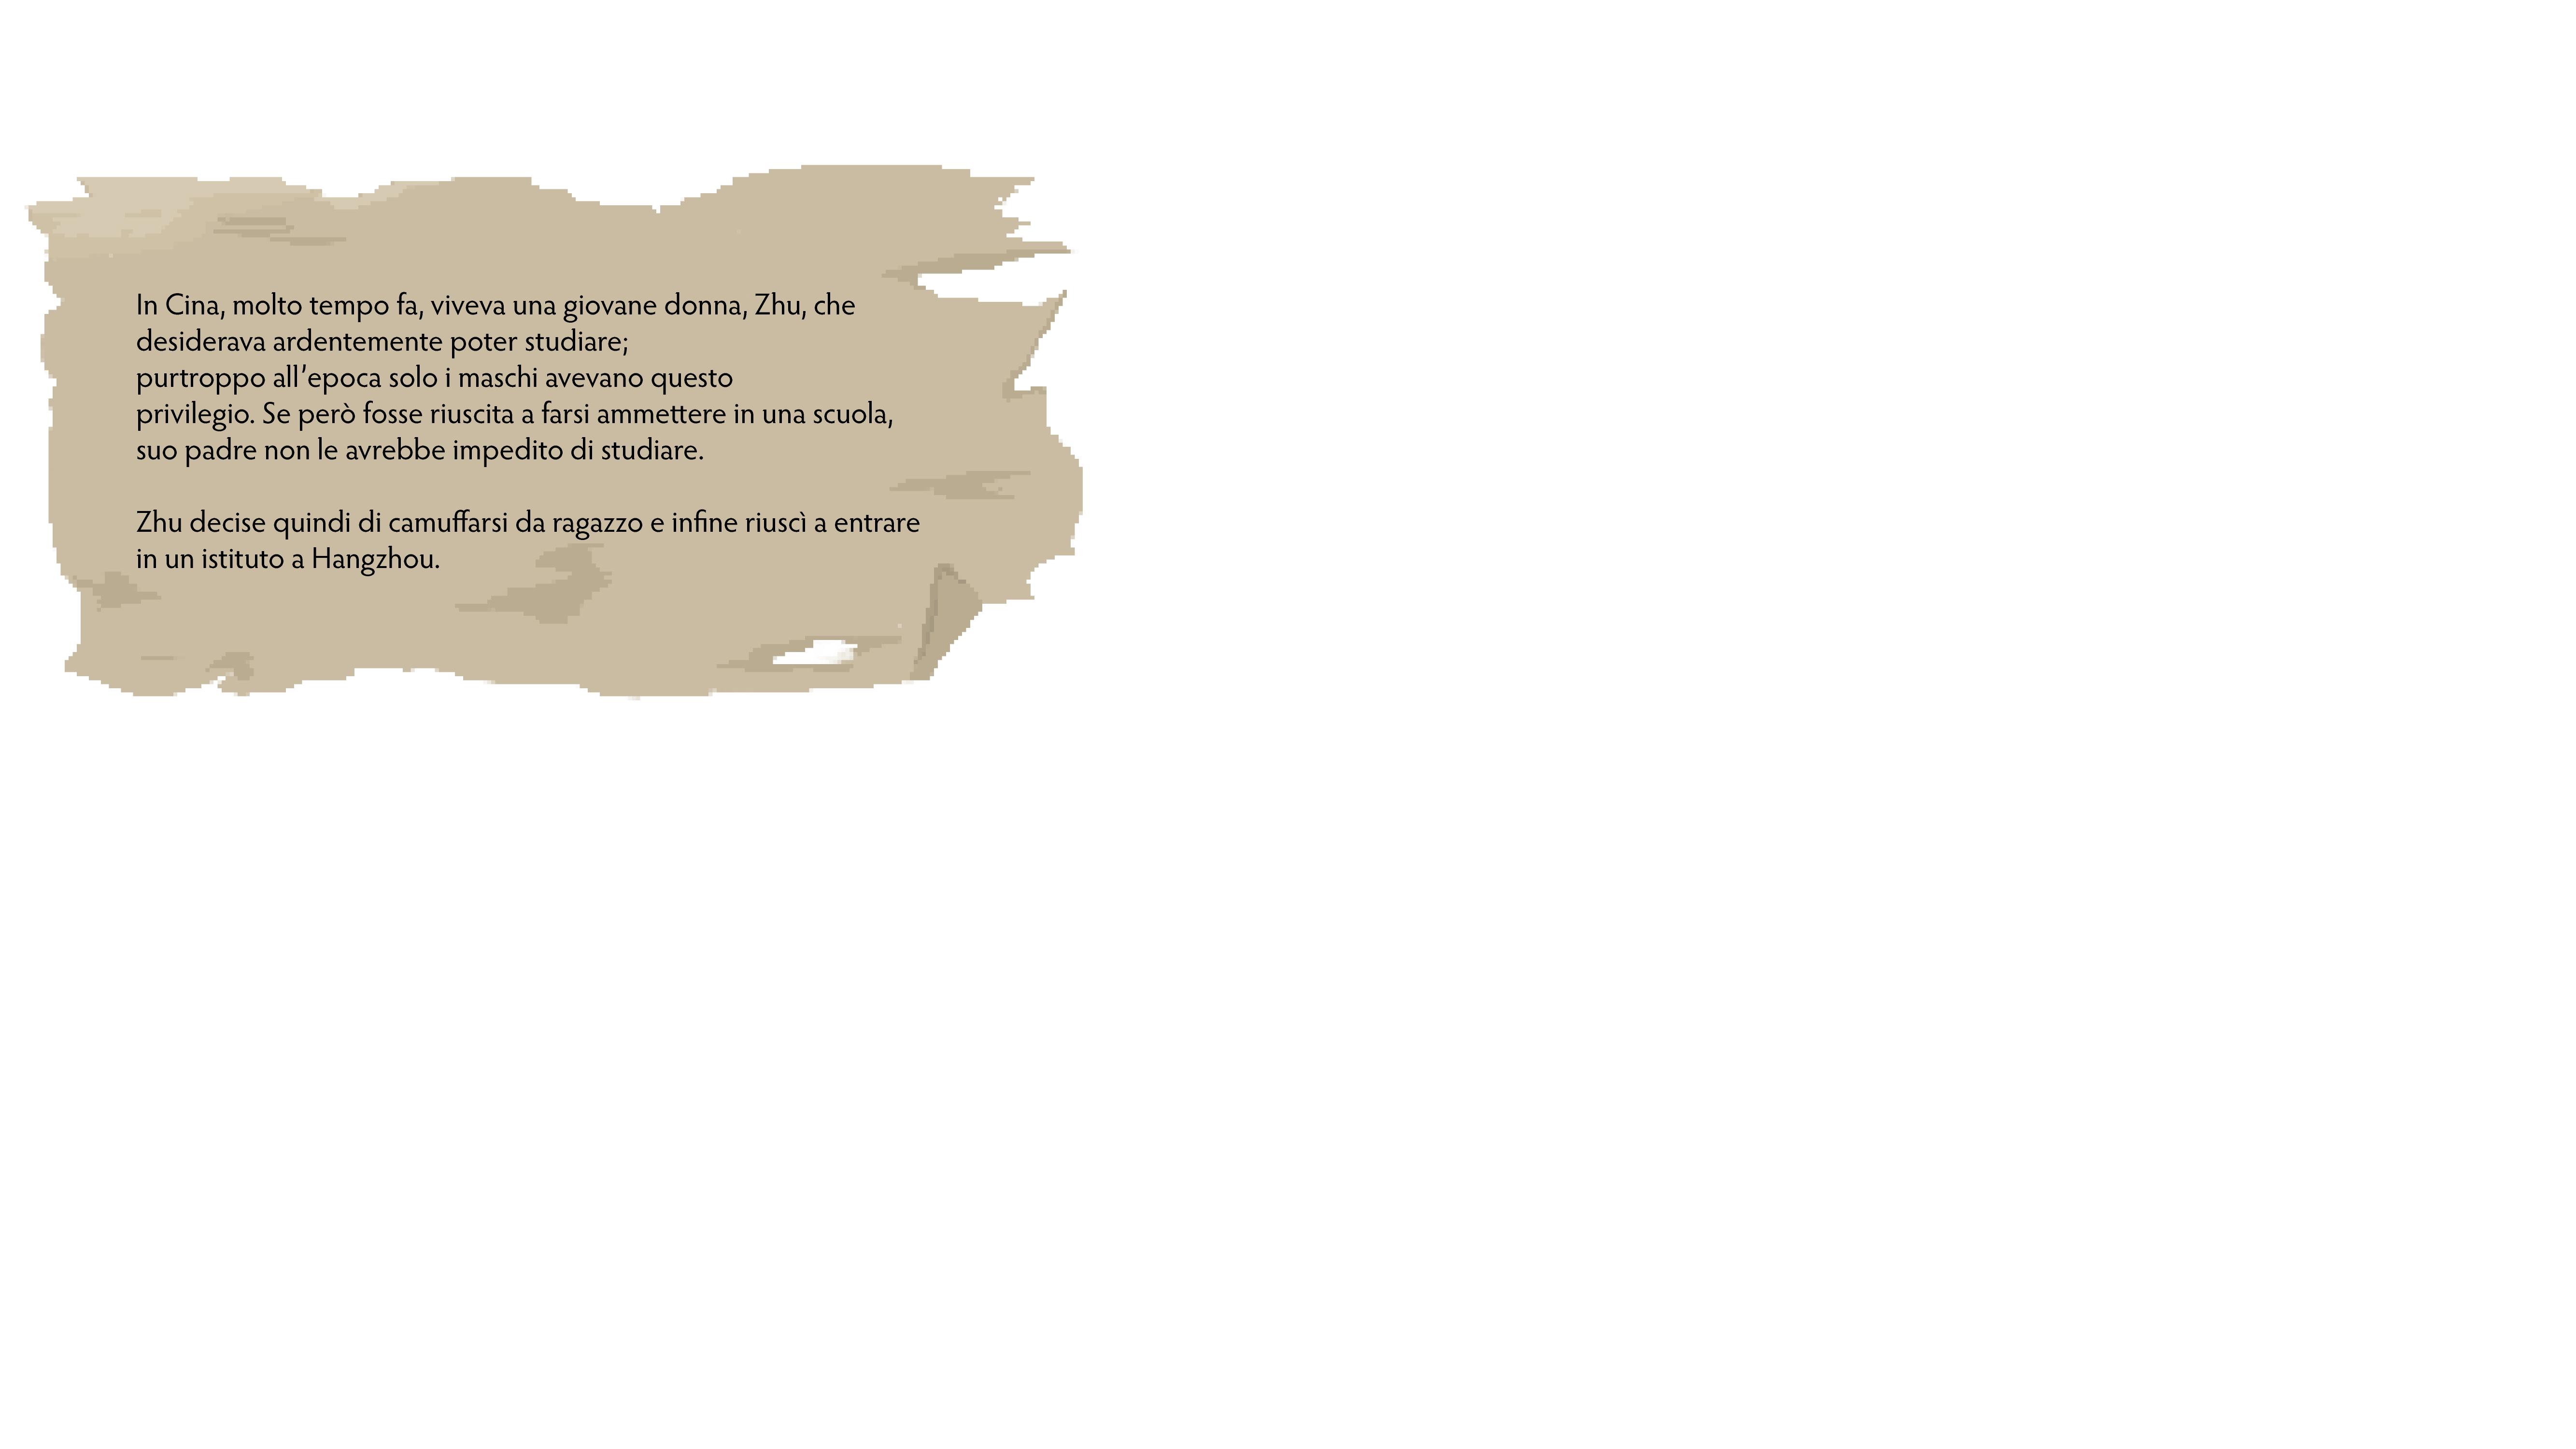 In Cina, molto tempo fa, viveva una giovane donna, Zhu, che
desiderava ardentemente poter studiare;
purtroppo all’epoca solo i maschi avevano questo
privilegio. Se però fosse riuscita a farsi ammettere in una scuola,
suo padre non le avrebbe impedito di studiare.
Zhu decise quindi di camuffarsi da ragazzo e infine riuscì a entrare
in un istituto a Hangzhou.